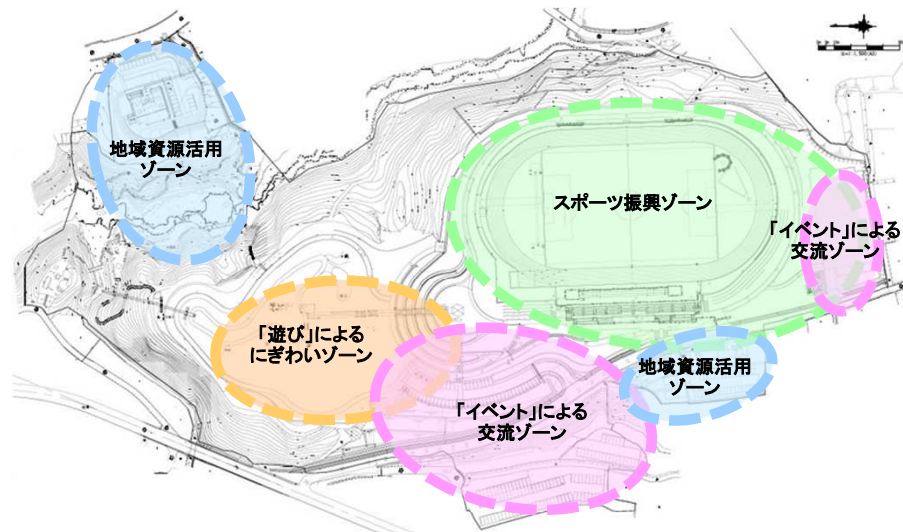 地域資源活用
ゾーン
スポーツ振興ゾーン
「イベント」による
交流ゾーン
「遊び」による
にぎわいゾーン
地域資源活用
ゾーン
「イベント」による
交流ゾーン